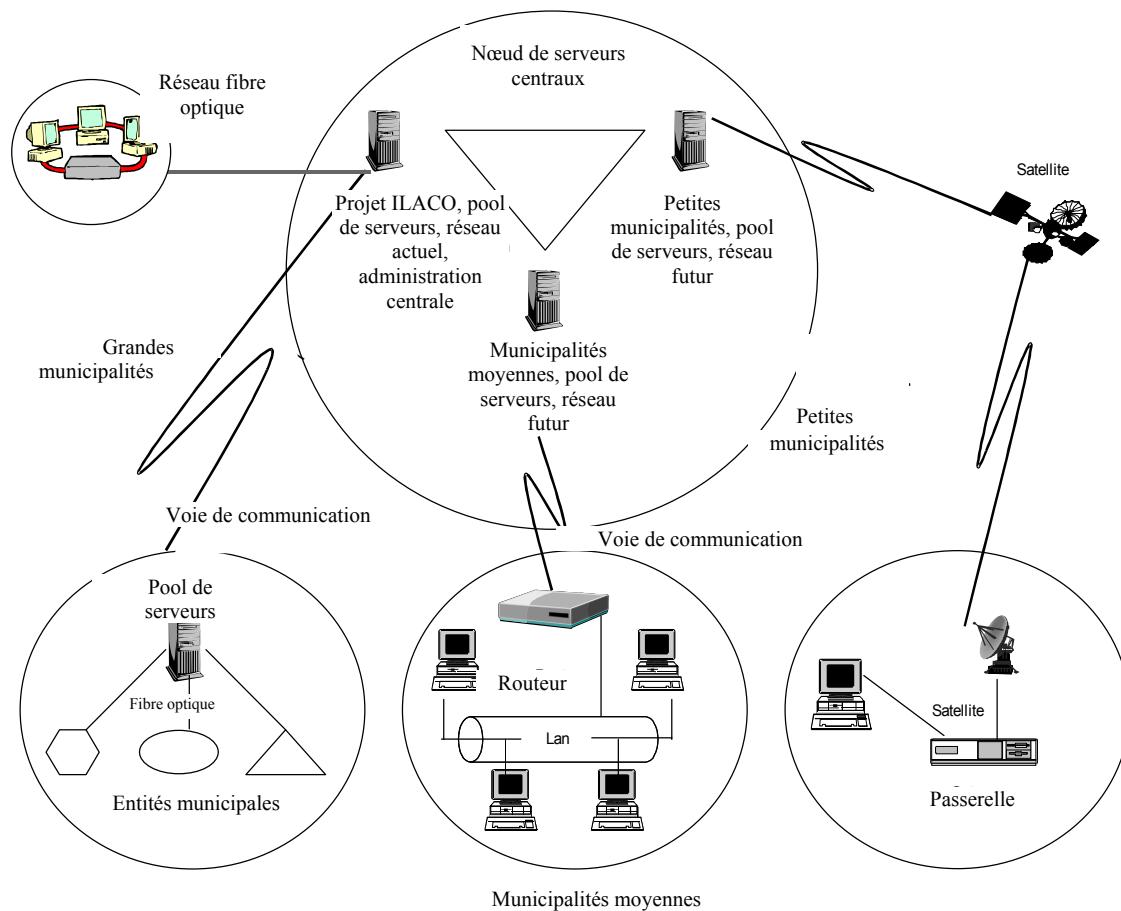 Nœud de serveurs
centraux
Réseau fibre
optique
Satellite
Projet ILACO, pool
de serveurs, réseau
actuel,
administration
centrale
Petites
municipalités, pool
de serveurs, réseau
futur
Grandes
municipalités
Municipalités
moyennes, pool de
serveurs, réseau
futur
Petites
municipalités
Voie de communication
Voie de communication
Pool de
serveurs
Fibre optique
Entités municipales
Routeur
Lan
Satellite
Passerelle
Municipalités moyennes